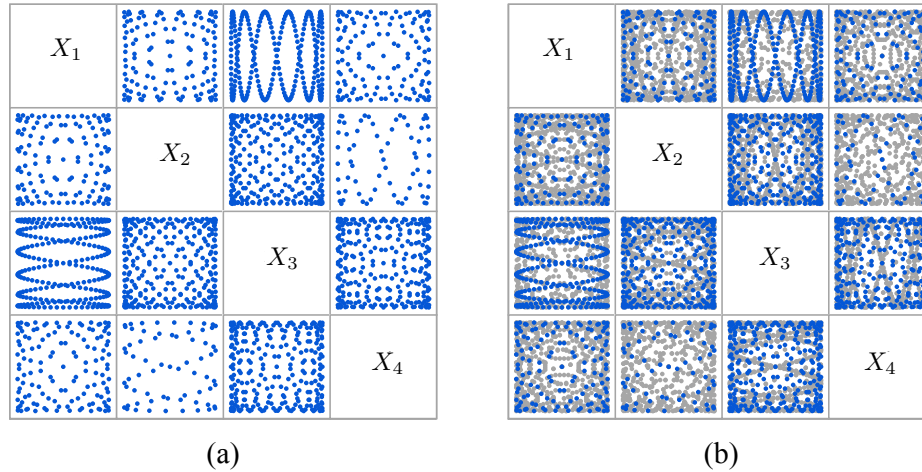 X₁ X₁
X₂ X₂
X₃ X₃
X₄ X₄
(a) (b)